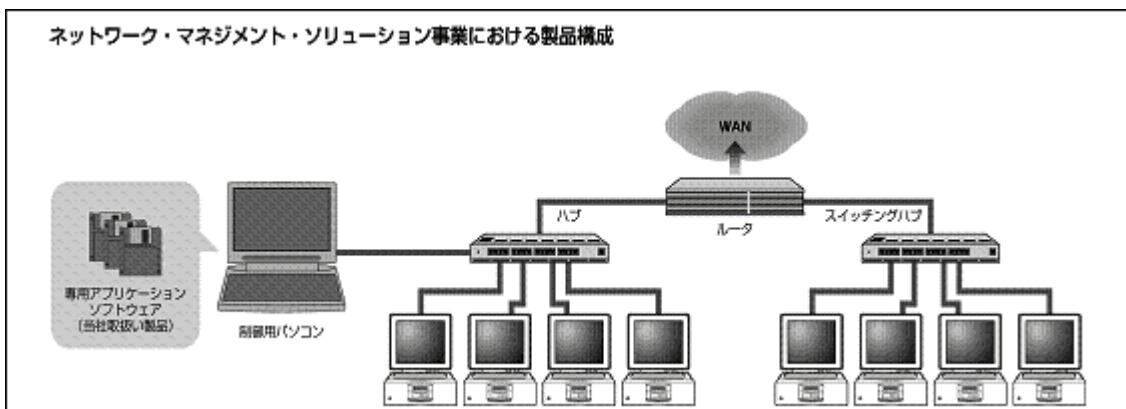 ネットワーク・マネジメント・ソリューション事業における製品構成
WAN
ハブ
ルータ
スイッチングハブ
専用アプリケーション
ソフトウェア
（当社取扱い製品）
制御用パソコン